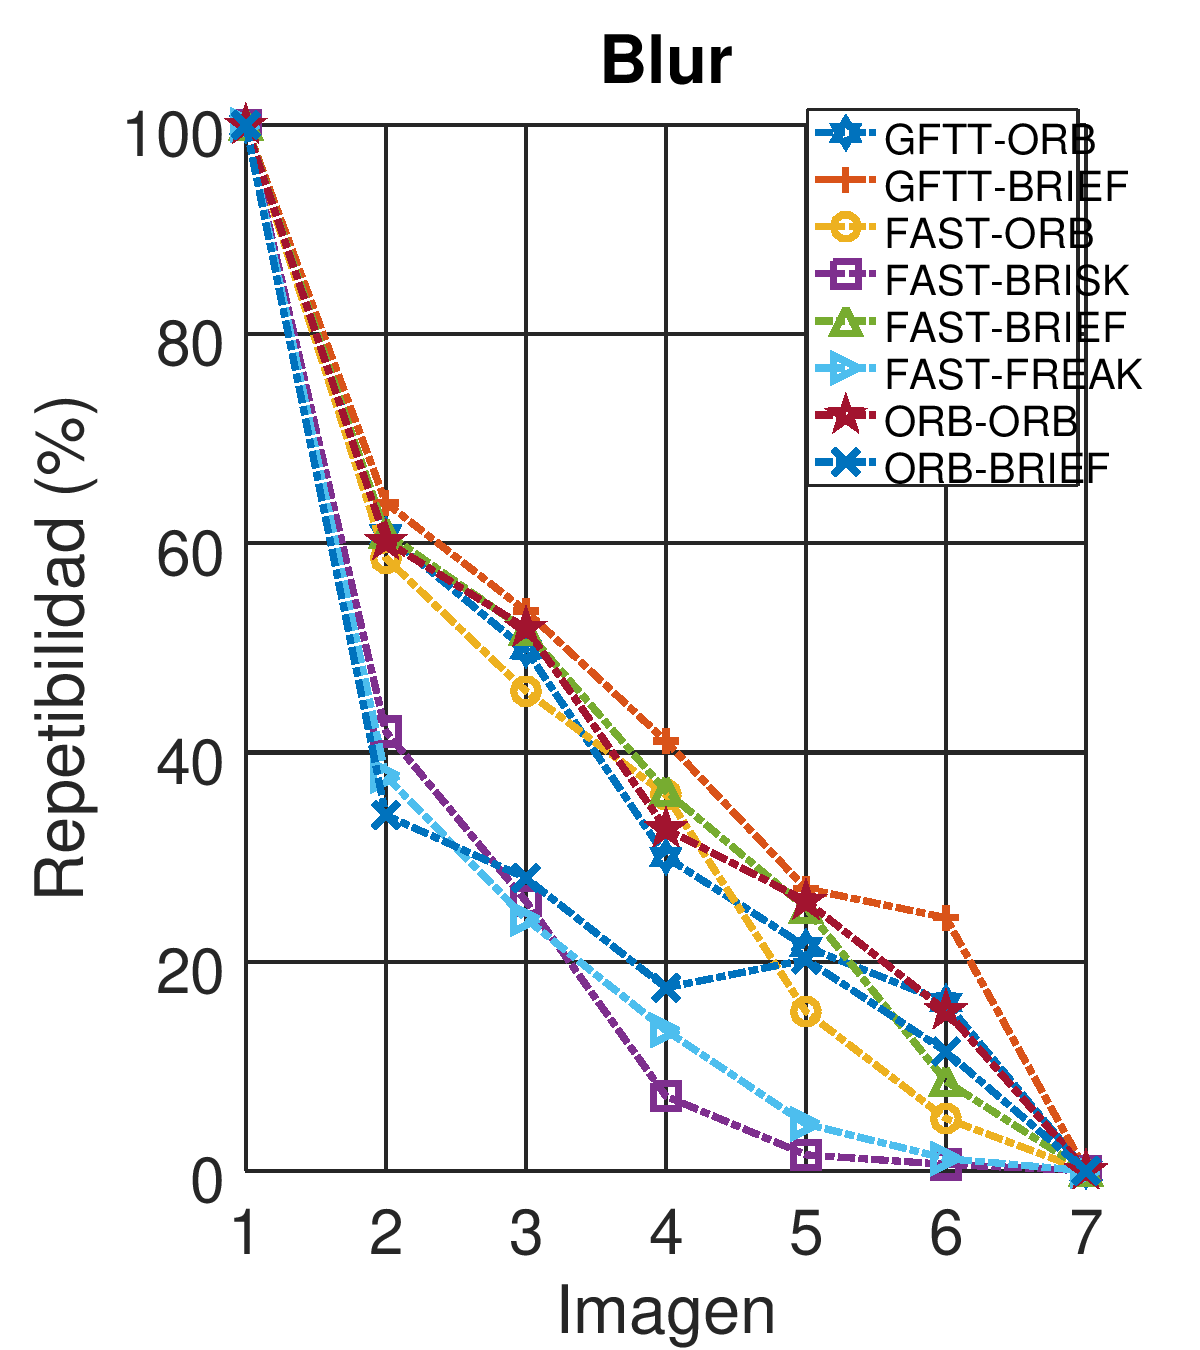 Blur
Repetibilidad (%)
100
80
60
40
20
0
GFTT-ORB
GFTT-BRIEF
FAST-ORB
FAST-BRISK
FAST-BRIEF
FAST-FREAK
ORB-ORB
ORB-BRIEF
1 2 3 4 5 6 7
Imagen